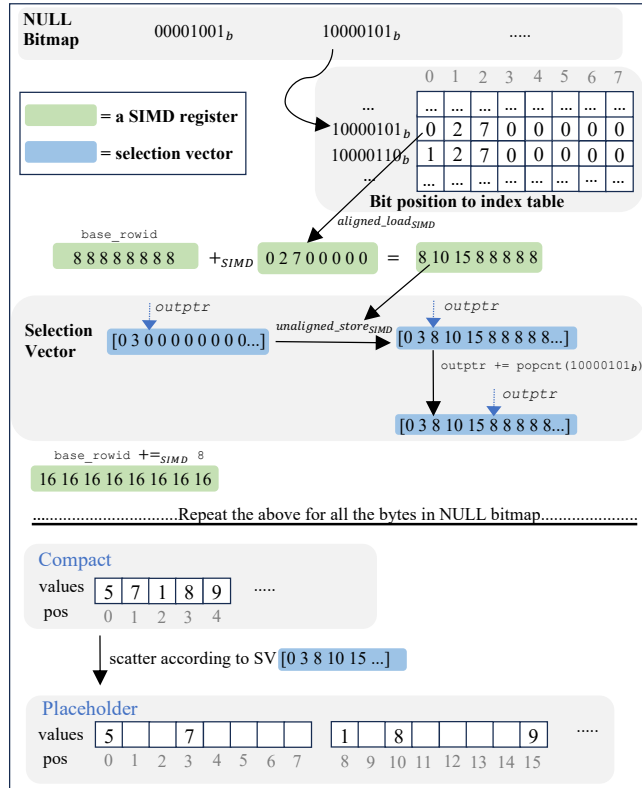 NULL Bitmap 00001001b 10000101b .....
0 1 2 3 4 5 6 7
... ... ... ... ... ... ... ... ...
10000101b 0 2 7 0 0 0 0 0
10000110b 1 2 7 0 0 0 0 0
... ... ... ... ... ... ... ... ...
Bit position to index table
= a SIMD register
= selection vector
aligned_loadSIMD
base_rowid
8 8 8 8 8 8 8 8 +SIMD 0 2 7 0 0 0 0 0 = 8 10 15 8 8 8 8 8
outptr
Selection Vector
[0 3 0 0 0 0 0 0 0 0 0...]
unaligned_storeSIMD
outptr
[0 3 8 10 15 8 8 8 8 8...]
outptr += popcnt(10000101b)
outptr
[0 3 8 10 15 8 8 8 8 8...]
base_rowid +=SIMD 8
16 16 16 16 16 16 16 16
...............................Repeat the above for all the bytes in NULL bitmap.....................
Compact
values 5 7 1 8 9 .....
pos 0 1 2 3 4
scatter according to SV [0 3 8 10 15 ...]
Placeholder
values 5 7 1 8 9 .....
pos 0 1 2 3 4 5 6 7 8 9 10 11 12 13 14 15